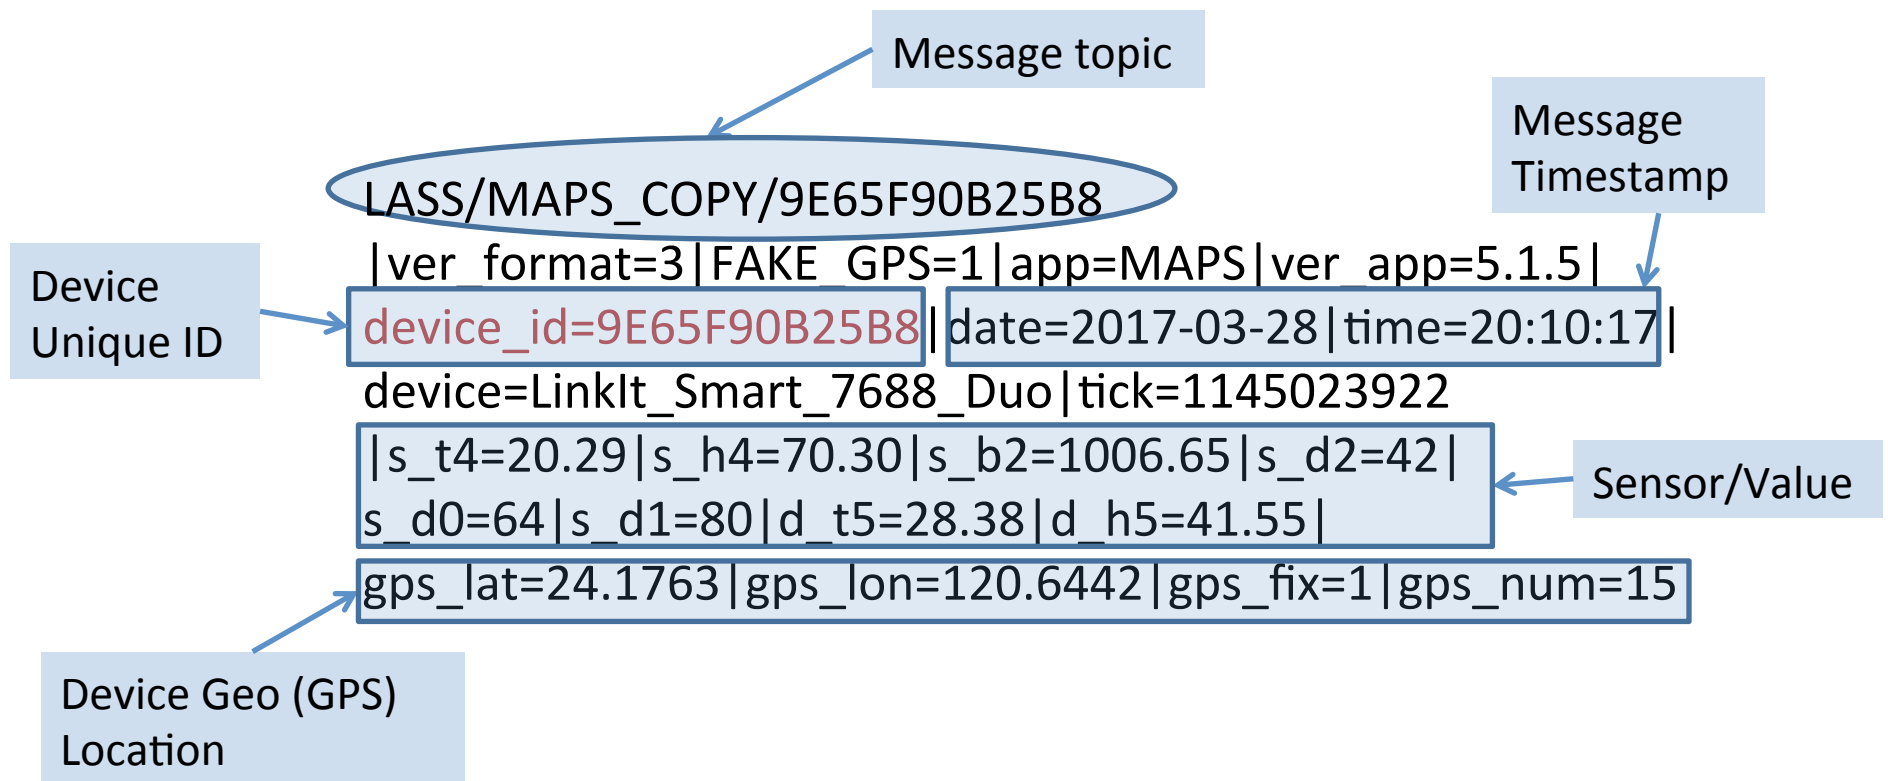 Message topic
Message
Timestamp
LASS/MAPS_COPY/9E65F90B25B8
|ver_format=3|FAKE_GPS=1|app=MAPS|ver_app=5.1.5|
Device
Unique ID
device_id=9E65F90B25B8|date=2017-03-28|time=20:10:17|
device=LinkIt_Smart_7688_Duo|tick=1145023922
|s_t4=20.29|s_h4=70.30|s_b2=1006.65|s_d2=42|
s_d0=64|s_d1=80|d_t5=28.38|d_h5=41.55|
Sensor/Value
gps_lat=24.1763|gps_lon=120.6442|gps_fix=1|gps_num=15
Device Geo (GPS)
Location